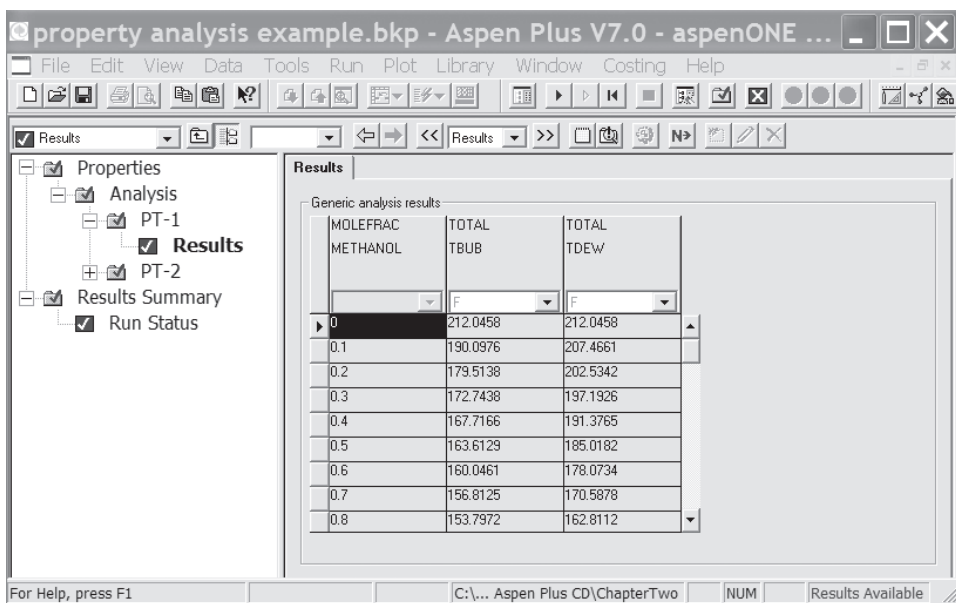 property analysis example.bkp - Aspen Plus V7.0 - aspenONE ...
File Edit View Data Tools Run Plot Library Window Costing Help
Results Results N
Properties
Analysis
PT-1
Results
PT-2
Results Summary
Run Status
Results
Generic analysis results
MOLEFRAC TOTAL TOTAL
METHANOL TBUB TDEW
F F
0 212.0458 212.0458
0.1 190.0976 207.4661
0.2 179.5138 202.5342
0.3 172.7438 197.1926
0.4 167.7166 191.3765
0.5 163.6129 185.0182
0.6 160.0461 178.0734
0.7 156.8125 170.5878
0.8 153.7972 162.8112
For Help, press F1 C:\... Aspen Plus CD\ChapterTwo NUM Results Available